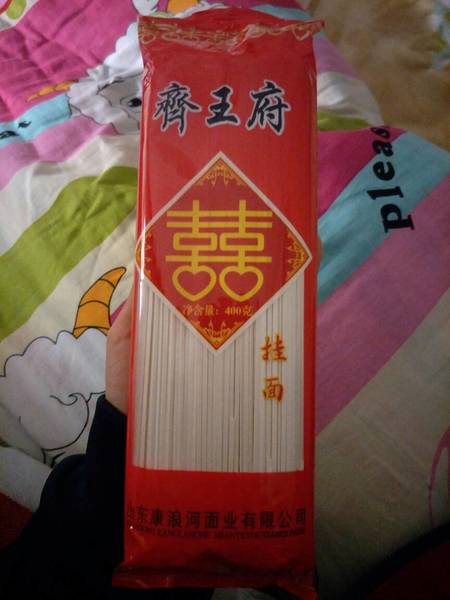 齊王府
囍
净含量：400克
挂面
山东康浪河面业有限公司
pleas